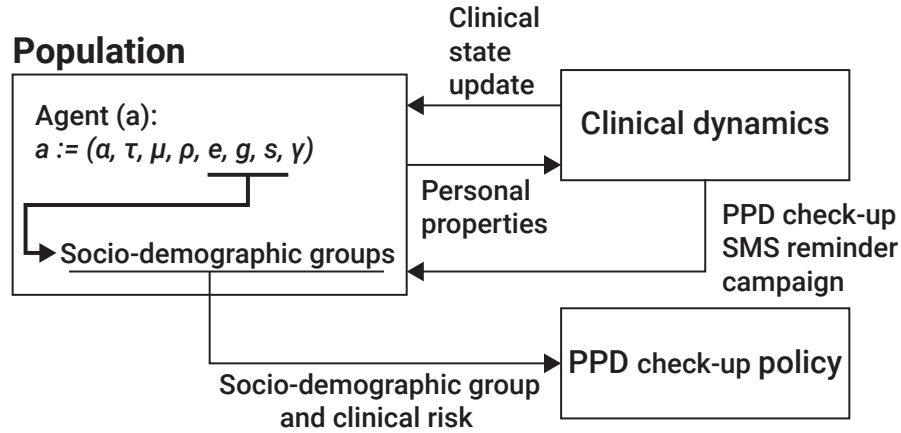 Population
Agent (a):
a := (α, τ, μ, ρ, e, g, s, γ)
Socio-demographic groups
Clinical
state
update
Personal
properties
Clinical dynamics
PPD check-up
SMS reminder
campaign
Socio-demographic group
and clinical risk
PPD check-up policy